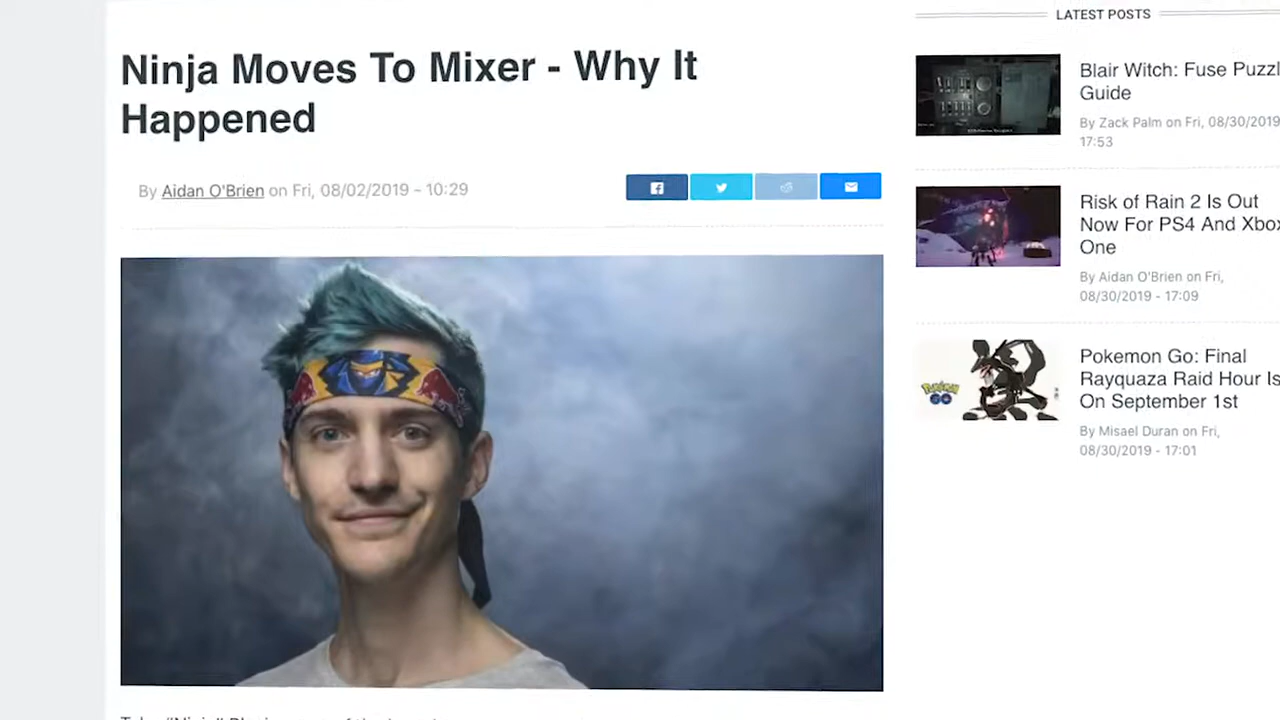 Ninja Moves To Mixer - Why It
Happened
By Aidan O'Brien on Fri, 08/02/2019 - 10:29
LATEST POSTS
Blair Witch: Fuse
Guide
By Zack Palm on Fri, 08/30/2019
17:53
Risk of Rain 2 Is Out
Now For PS4 And Xbox
One
By Aidan O'Brien on Fri,
08/30/2019 - 17:09
Pokemon Go: Final
Rayquaza Raid Hour Is
On September 1st
By Misael Duran on Fri,
08/30/2019 - 17:01
POKÉMON
GO